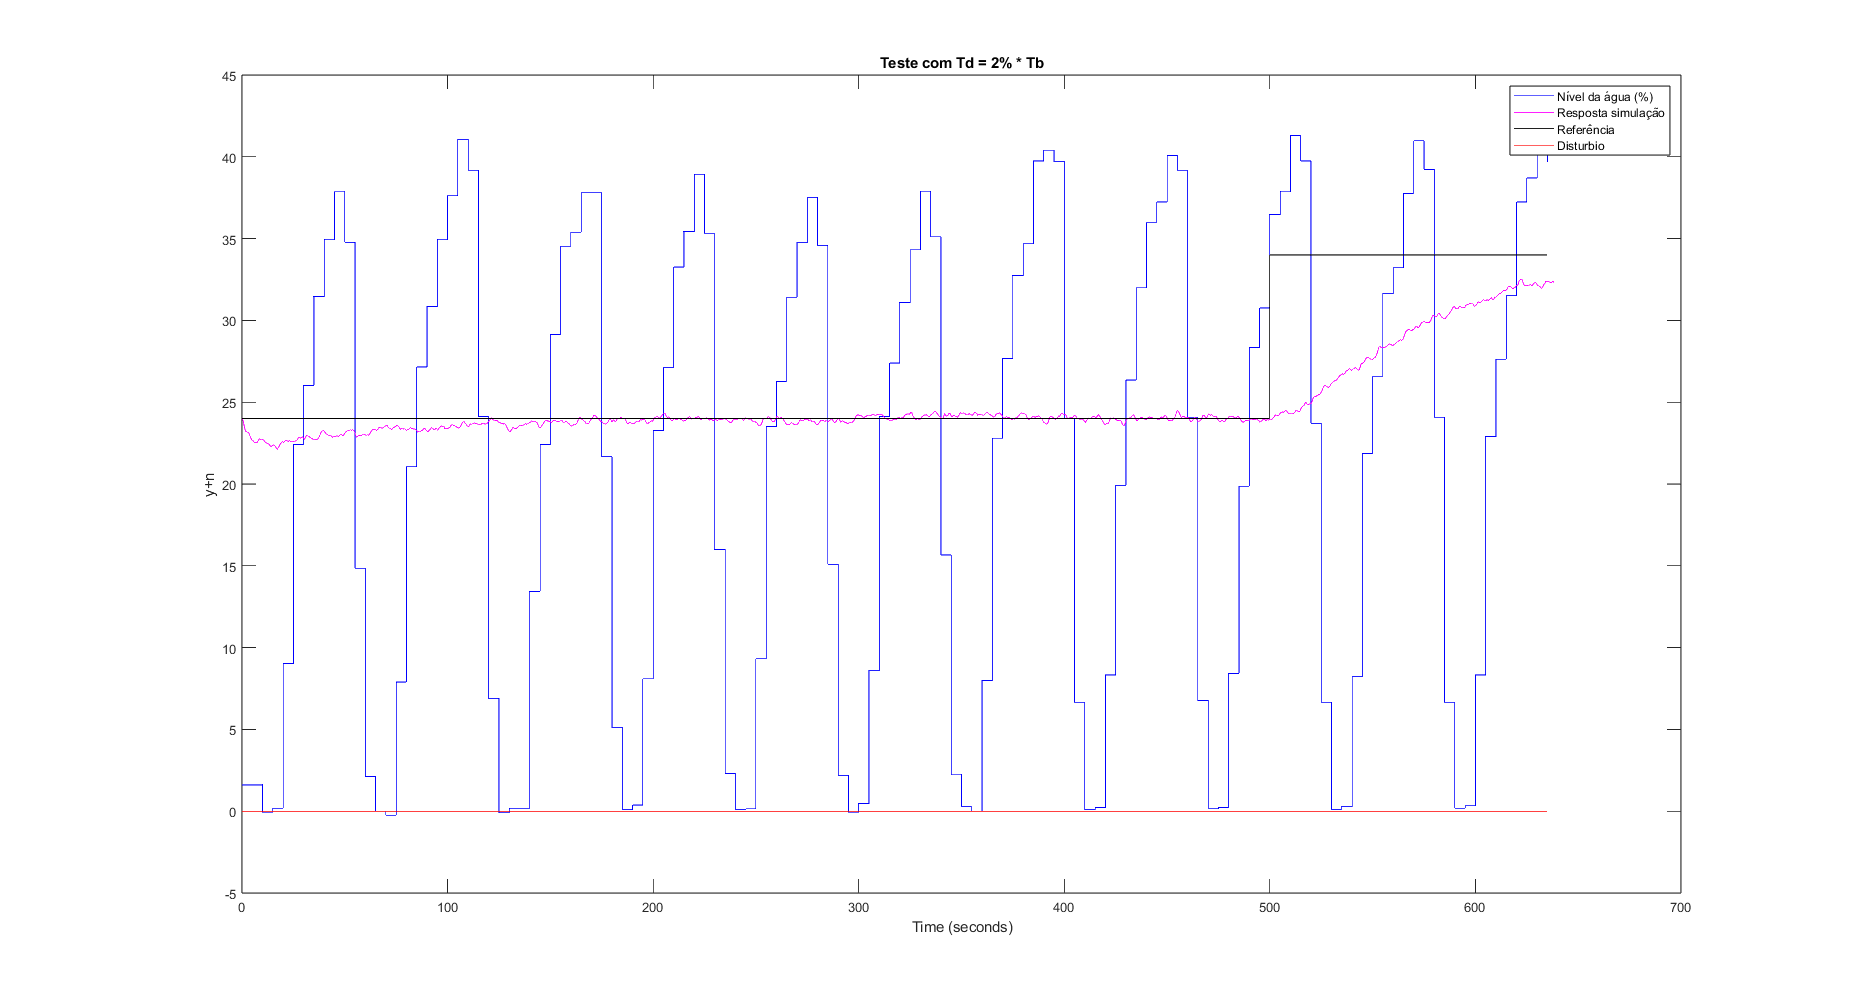 Teste com Td = 2% * Tb
45
40
35
30
25
20
15
10
5
0
-5
y+n
Nível da água (%)
Resposta simulação
Referência
Disturbio
0 100 200 300 400 500 600 700
Time (seconds)